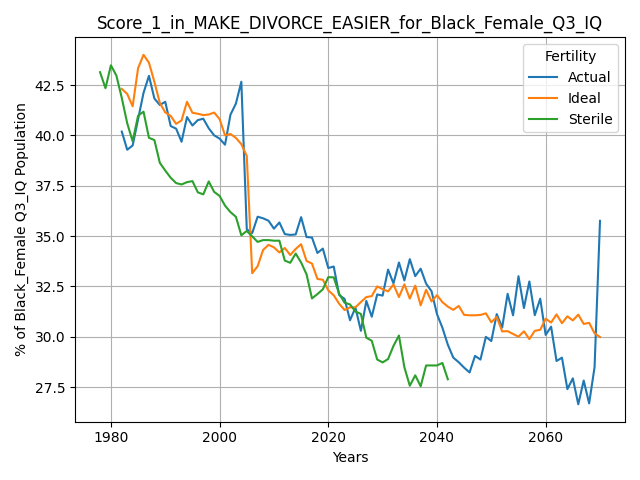 Score_1_in_MAKE_DIVORCE_EASIER_for_Black_Female_Q3_IQ
% of Black_Female Q3_IQ Population
42.5
40.0
37.5
35.0
32.5
30.0
27.5
Fertility
Actual
Ideal
Sterile
1980
2000
2020
2040
2060
Years